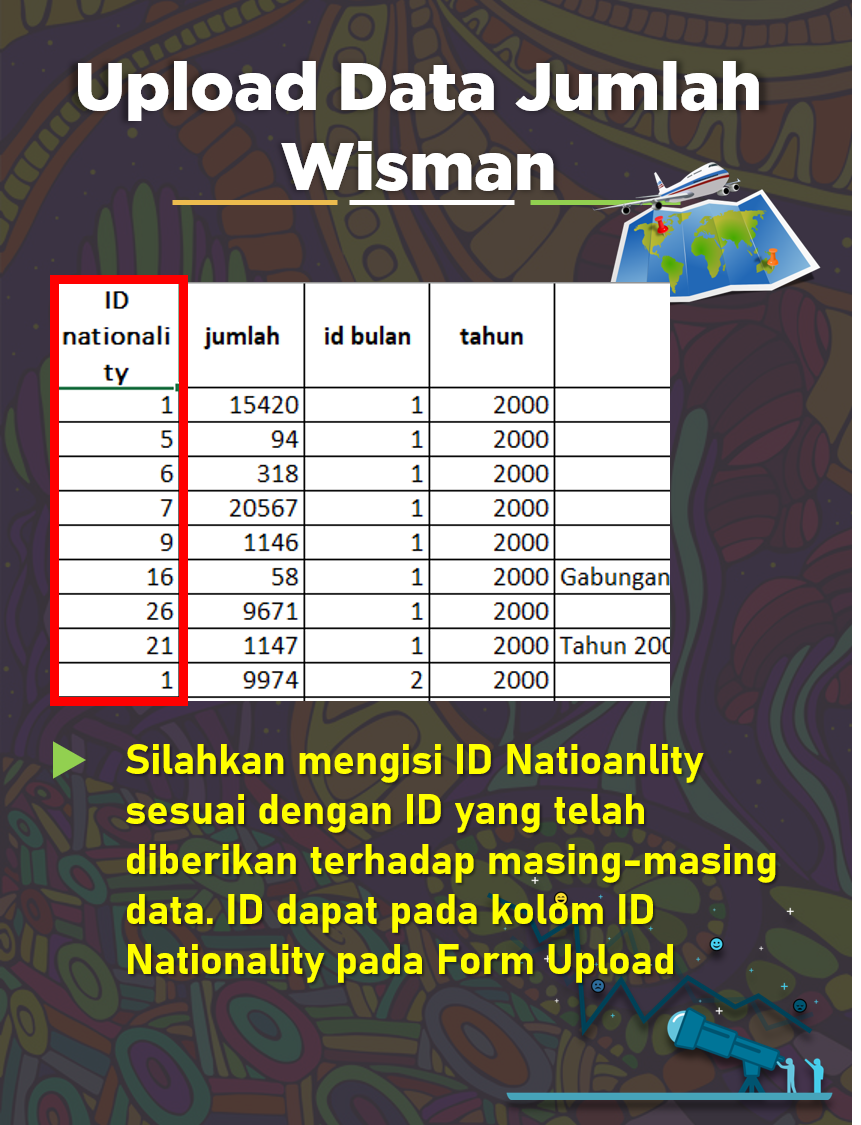 Upload Data Jumlah
Wisman
ID
nationali
ty
jumlah
id bulan
tahun
1 15420 1 2000
5 94 1 2000
6 318 1 2000
7 20567 1 2000
9 1146 1 2000
16 58 1 2000 Gabungan
26 9671 1 2000
21 1147 1 2000 Tahun 200
1 9974 2 2000
Silahkan mengisi ID Natioanlity
sesuai dengan ID yang telah
diberikan terhadap masing-masing
data. ID dapat pada kolom ID
Nationality pada Form Upload